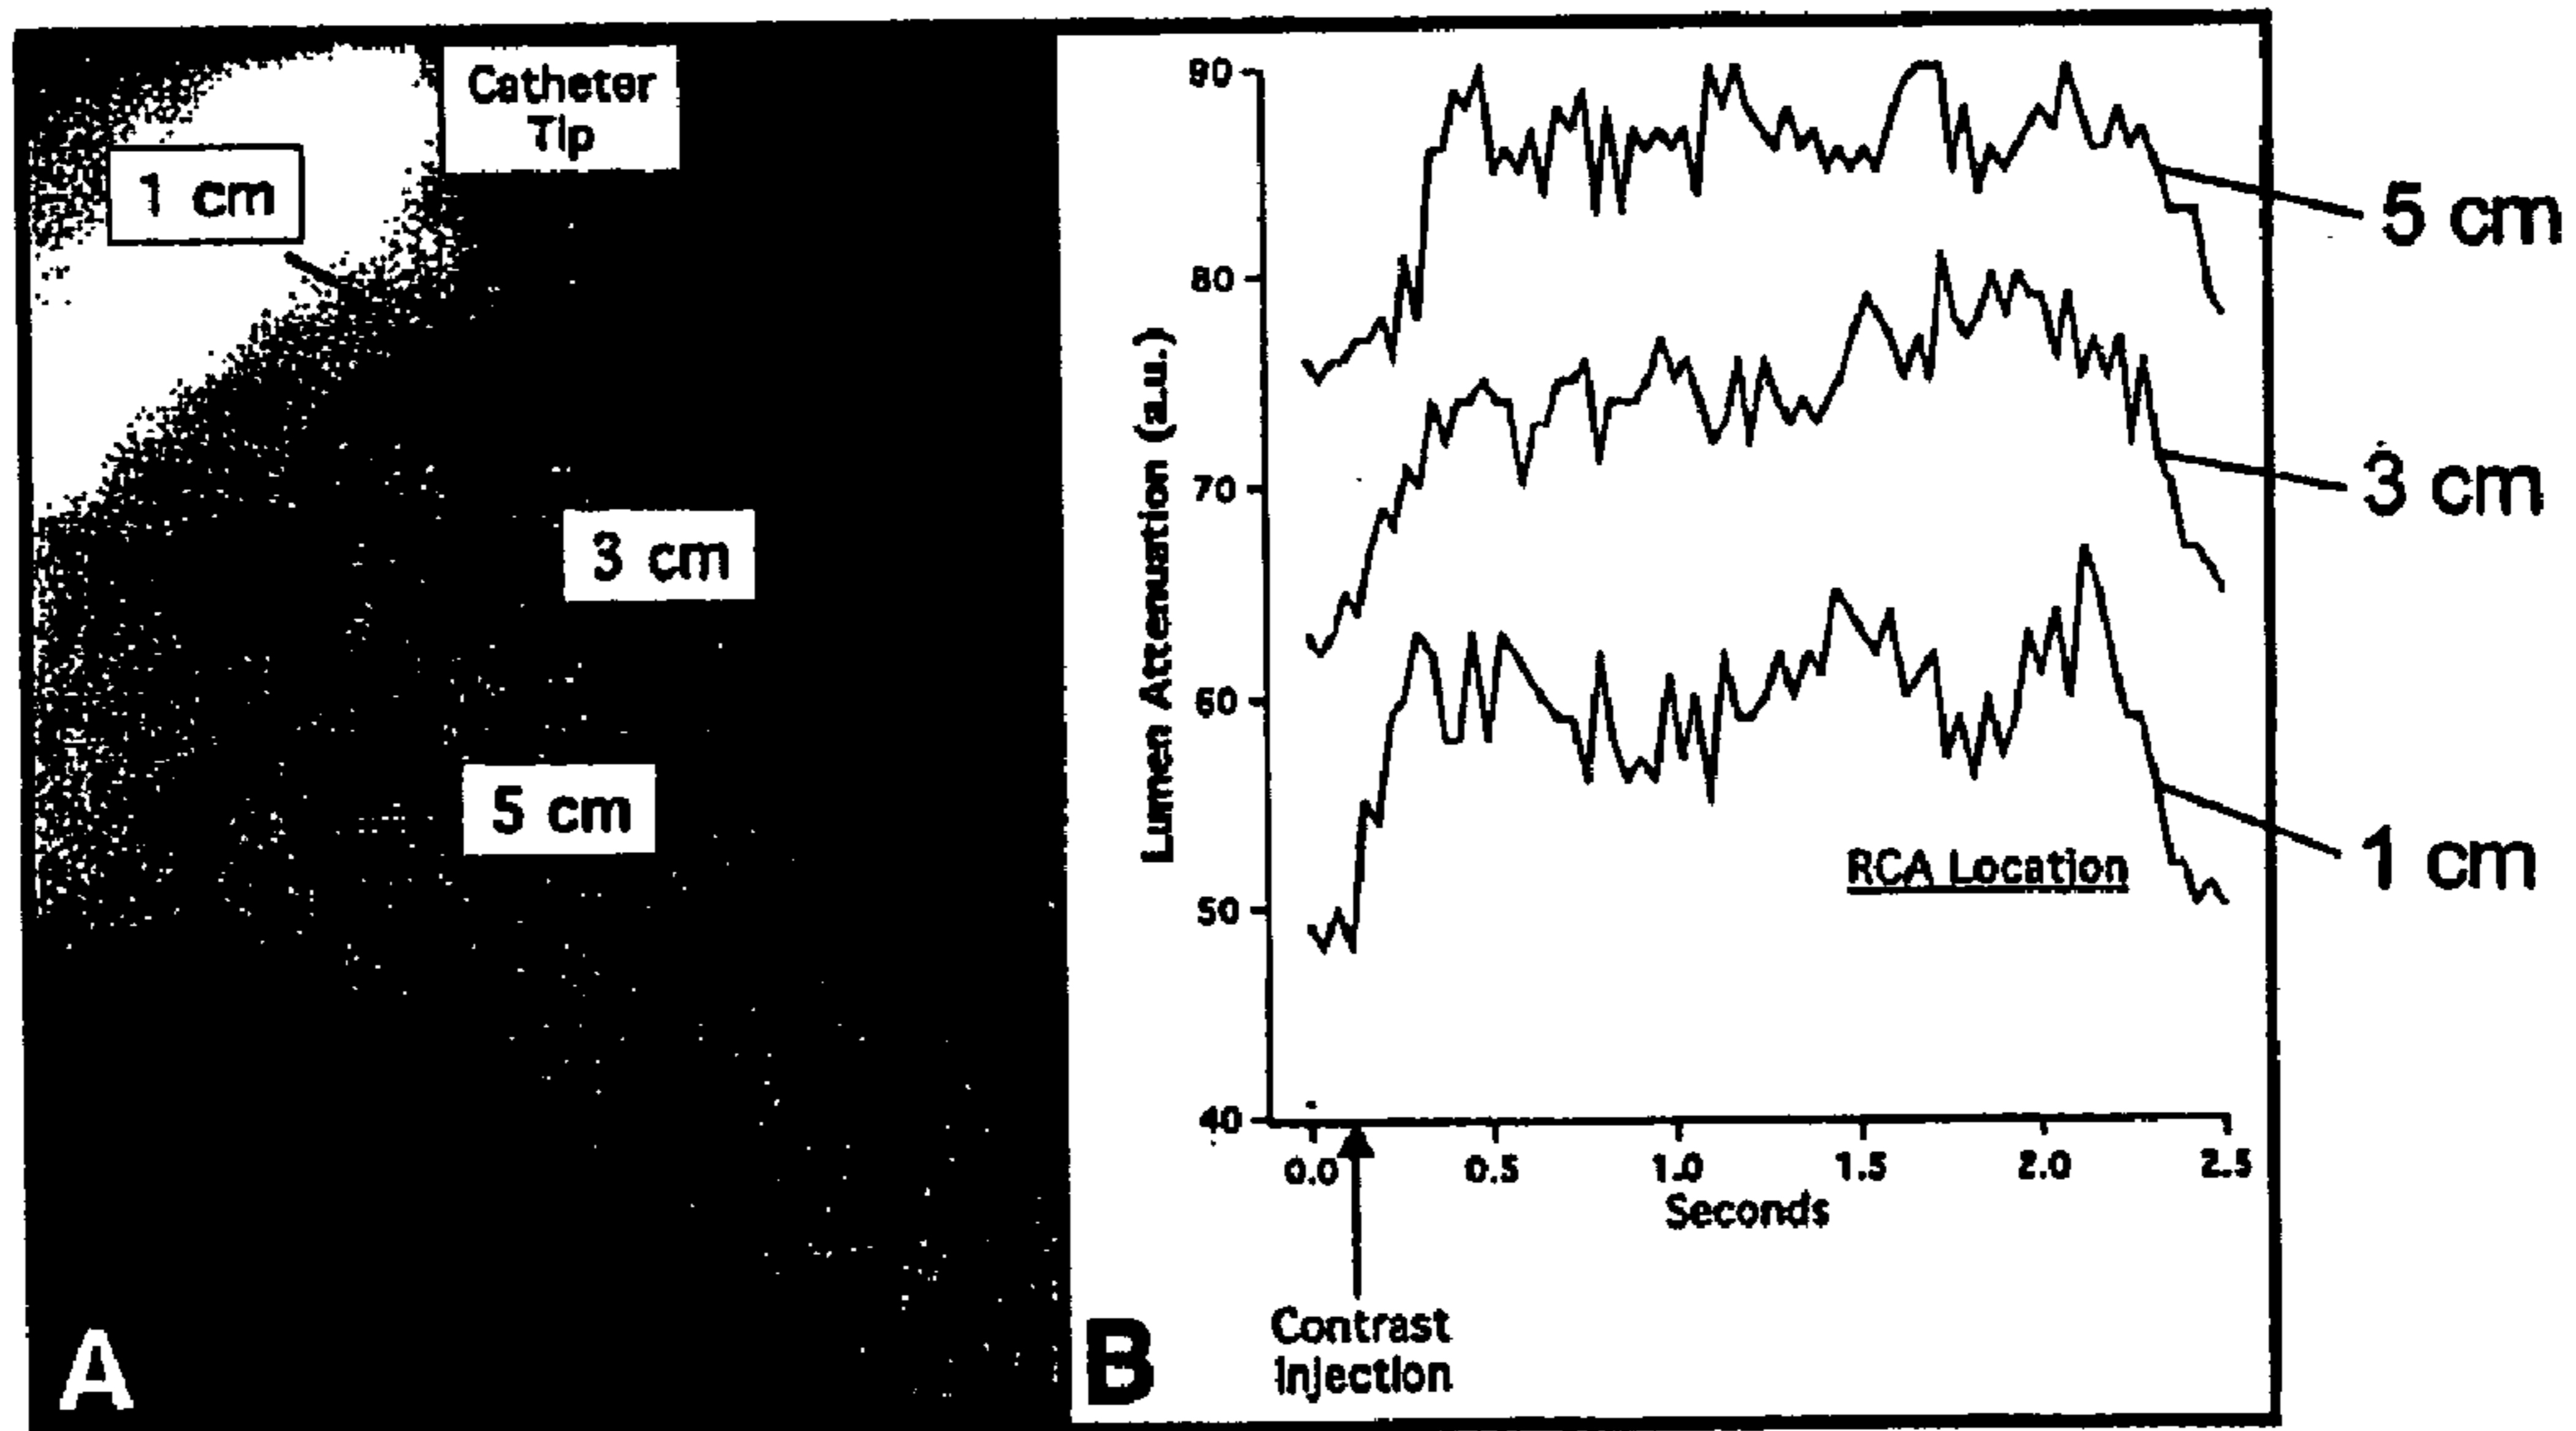 Catheter
Tip
1 cm
3 cm
5 cm
A
90
80
70
60
50
40
Lumen Attenuation (a.u.)
5 cm
3 cm
1 cm
RCA Location
0.0 0.5 1.0 1.5 2.0 2.5
Seconds
Contrast
Injection
B